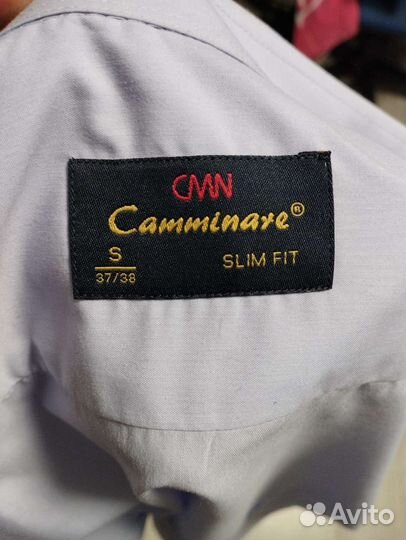 CMN
Camminare®
S
37/38
SLIM FIT
Avito